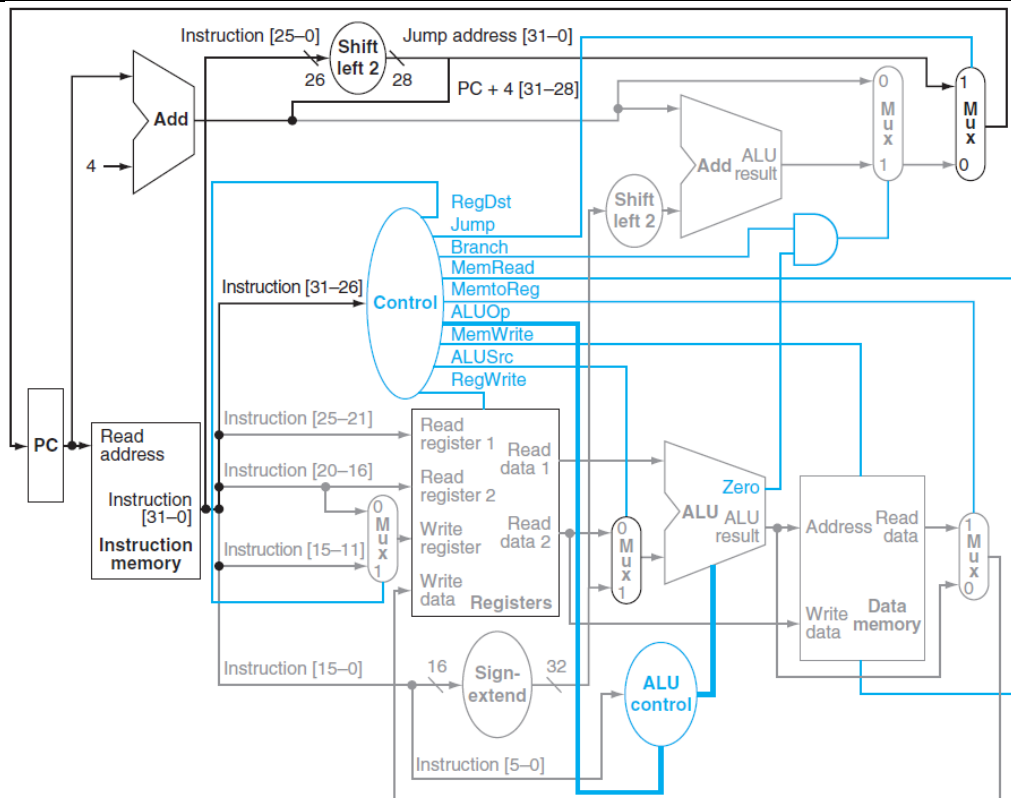 Instruction [25–0]
Shift
left 2
Jump address [31–0]
26
28
PC + 4 [31–28]
Add
4
0
M
u
x
1
1
M
u
x
0
Add
ALU
result
Shift
left 2
RegDst
Jump
Branch
MemRead
MemtoReg
ALUOp
MemWrite
ALUSrc
RegWrite
Instruction [31–26]
Control
PC
Read
address
Instruction
[31–0]
Instruction
memory
Instruction [25–21]
Instruction [20–16]
Instruction [15–11]
0
M
u
x
1
Read
register 1
Read
register 2
Write
register
Write
data
Read
data 1
Read
data 2
Registers
0
M
u
x
1
Zero
ALU
ALU
result
Address
Read
data
Write
data
Data
memory
1
M
u
x
0
Instruction [15–0]
16
Sign-
extend
32
ALU
control
Instruction [5–0]